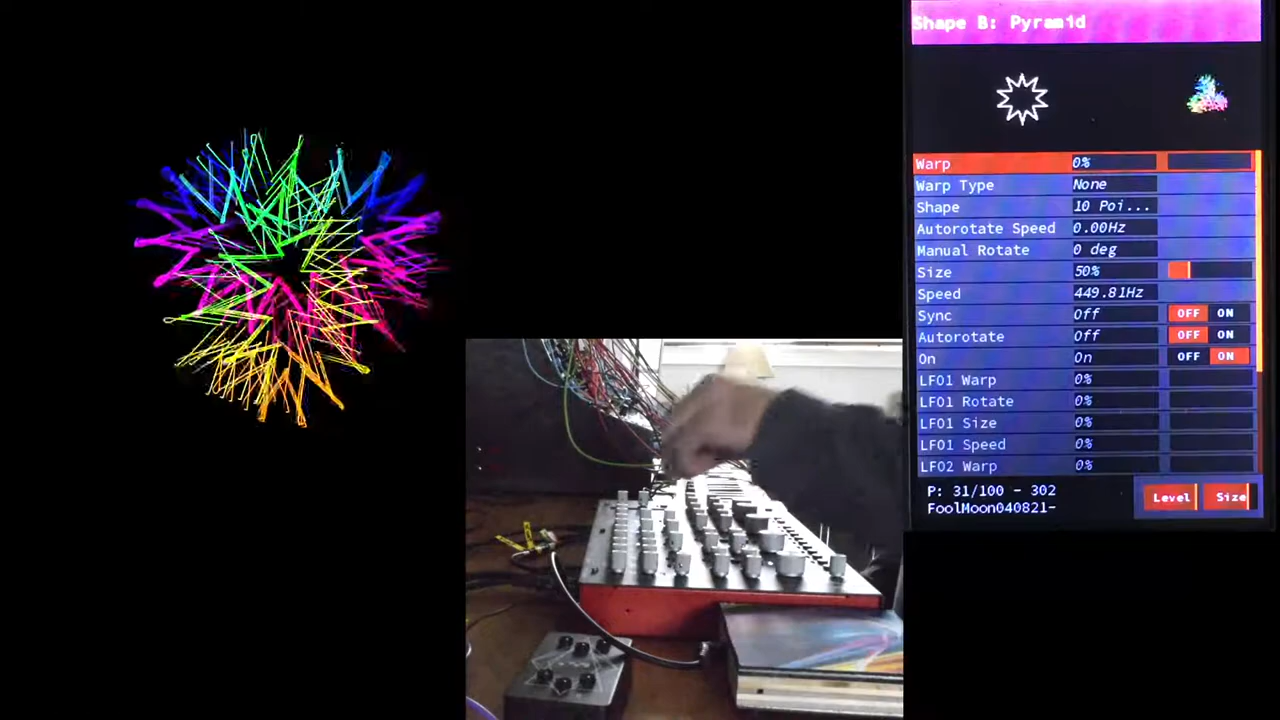 Shape B: Pyramid
Warp 0%
Warp Type None
Shape 10 Poi...
Autorotate Speed 0.00Hz
Manual Rotate 0 deg
Size 50%
Speed 449.81Hz
Sync Off OFF ON
Autorotate Off OFF ON
On On OFF ON
LFO1 Warp 0%
LFO1 Rotate 0%
LFO1 Size 0%
LFO1 Speed 0%
LFO2 Warp 0%
P: 31/100 - 302
FoolMoon040821-
Level Size